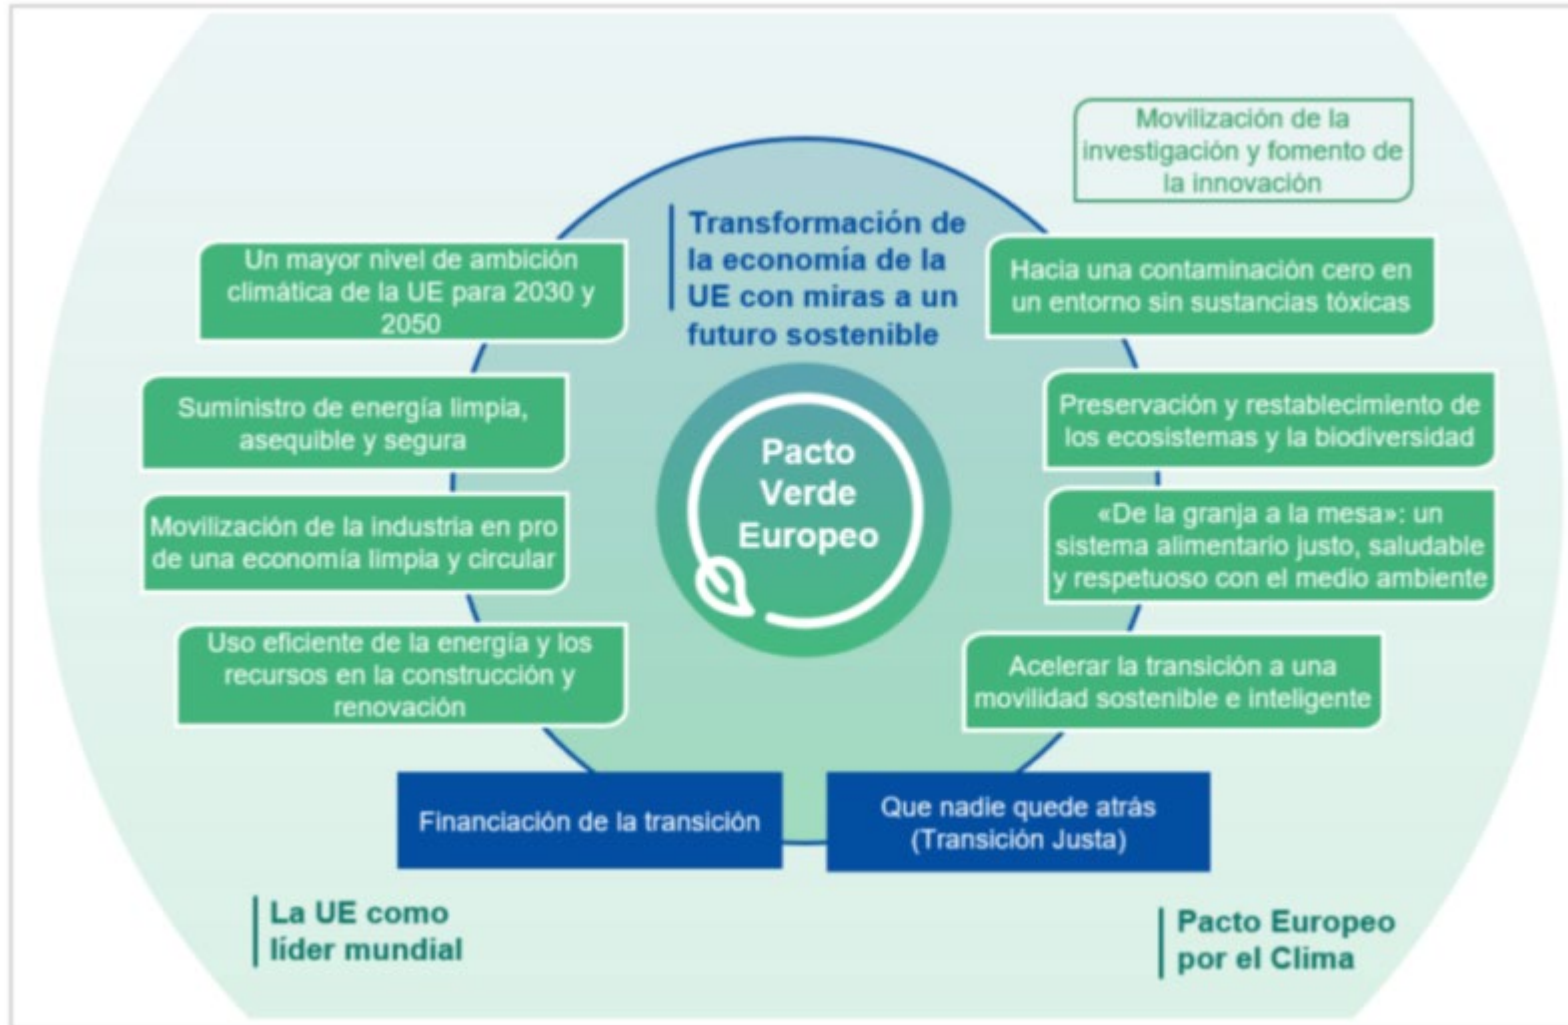 Movilización de la
investigación y fomento de
la innovación
Transformación de
la economía de la
UE con miras a un
futuro sostenible
Un mayor nivel de ambición
climática de la UE para 2030 y
2050
Hacia una contaminación cero en
un entorno sin sustancias tóxicas
Suministro de energía limpia,
asequible y segura
Preservación y restablecimiento de
los ecosistemas y la biodiversidad
Pacto
Verde
Europeo
Movilización de la industria en pro
de una economía limpia y circular
«De la granja a la mesa»: un
sistema alimentario justo, saludable
y respetuoso con el medio ambiente
Uso eficiente de la energía y los
recursos en la construcción y
renovación
Acelerar la transición a una
movilidad sostenible e inteligente
Financiación de la transición
Que nadie quede atrás
(Transición Justa)
La UE como
líder mundial
Pacto Europeo
por el Clima